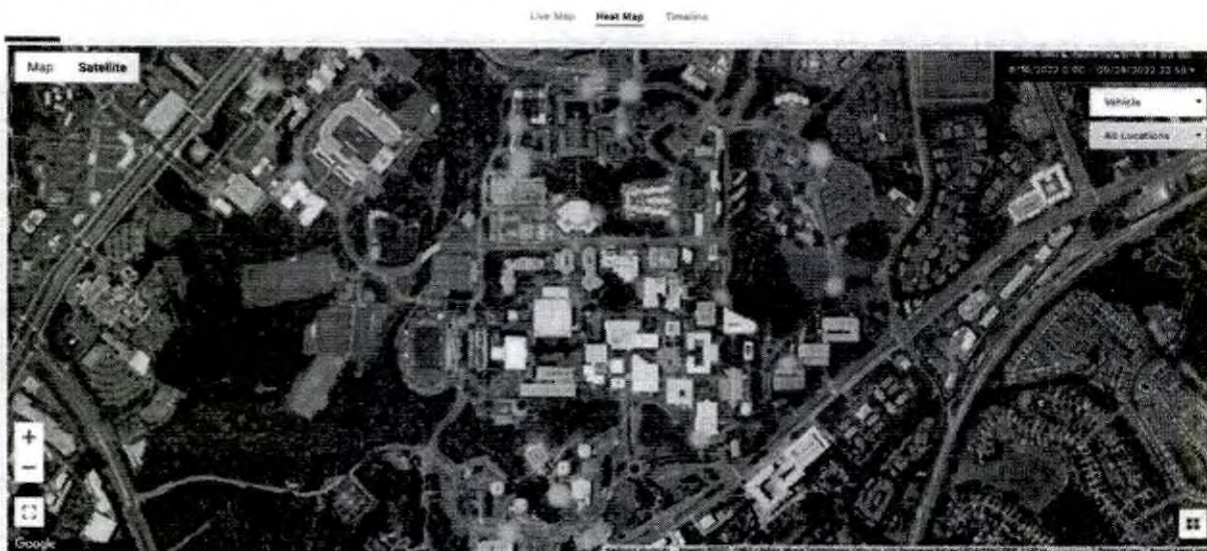 Live Map Heat Map Timeline
Map Satellite
Vehicle
All Locations
+
−
Google